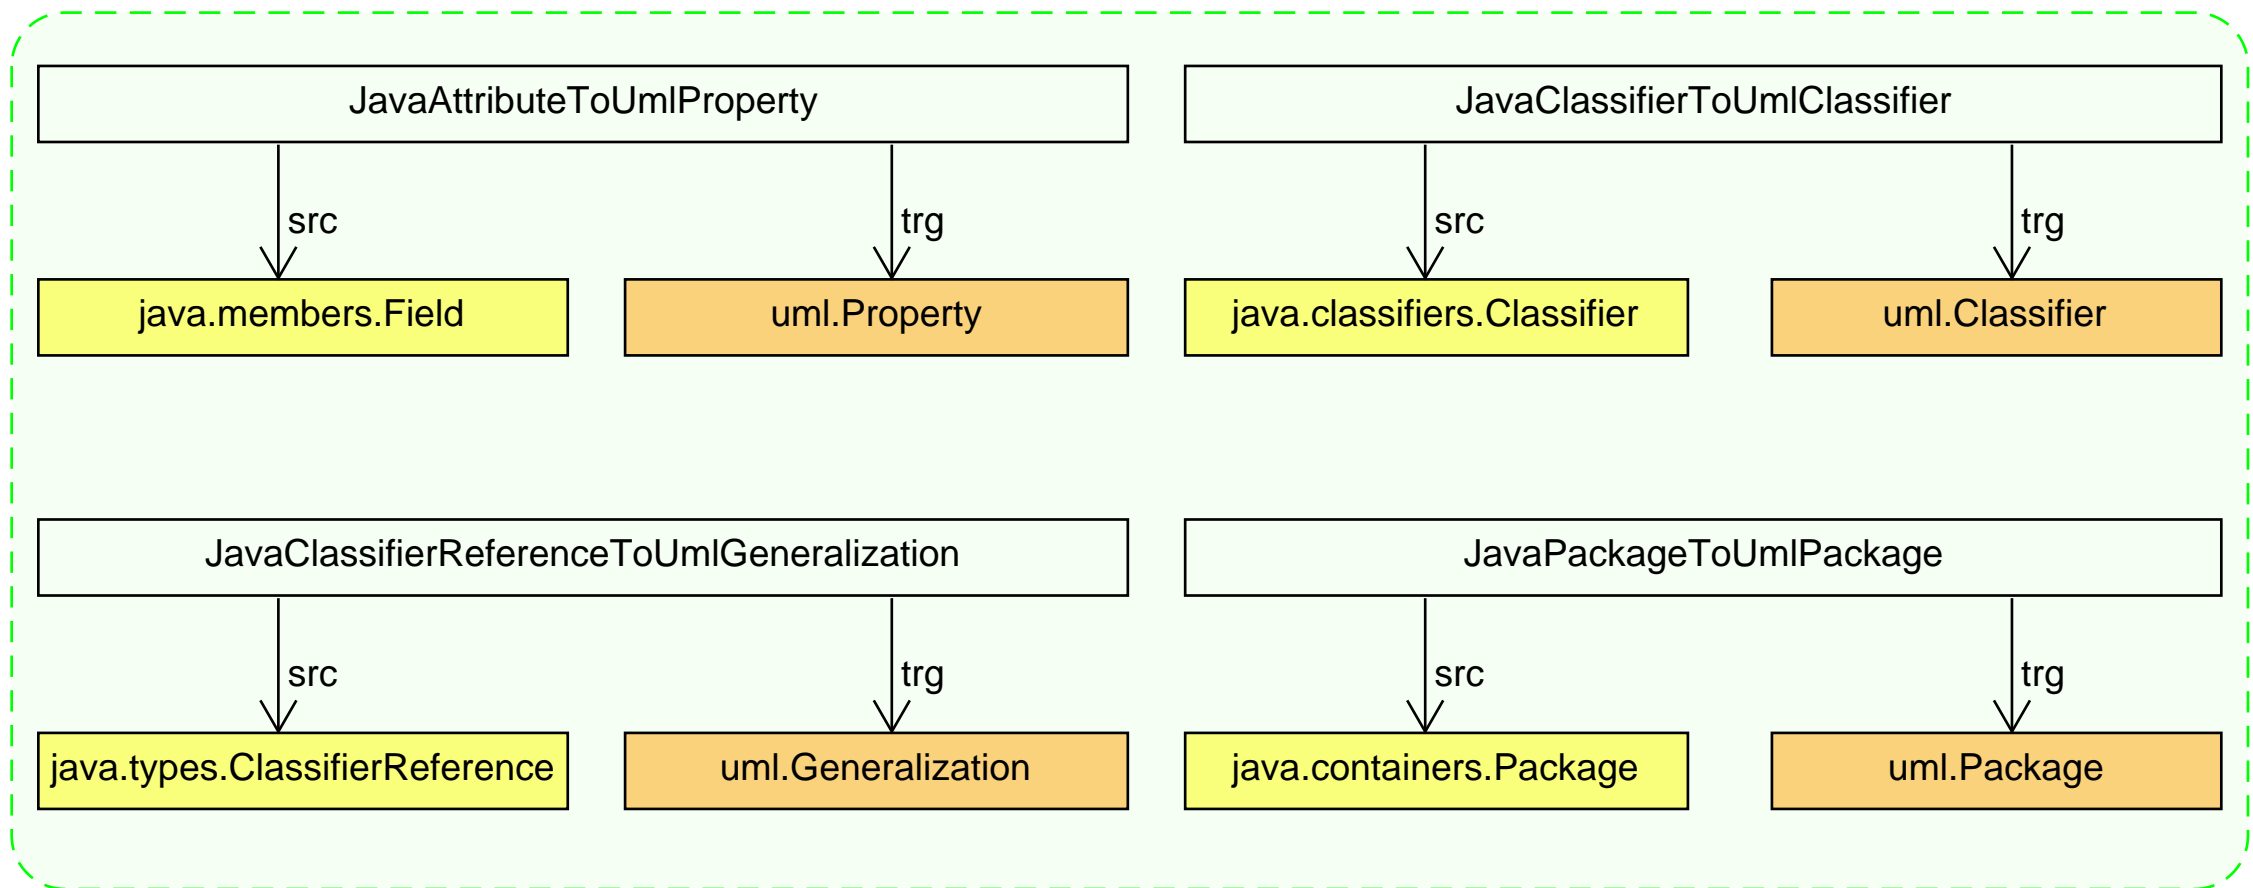 JavaAttributeToUmlProperty
JavaClassifierToUmlClassifier
src
trg
src
trg
java.members.Field
uml.Property
java.classifiers.Classifier
uml.Classifier
JavaClassifierReferenceToUmlGeneralization
JavaPackageToUmlPackage
src
trg
src
trg
java.types.ClassifierReference
uml.Generalization
java.containers.Package
uml.Package